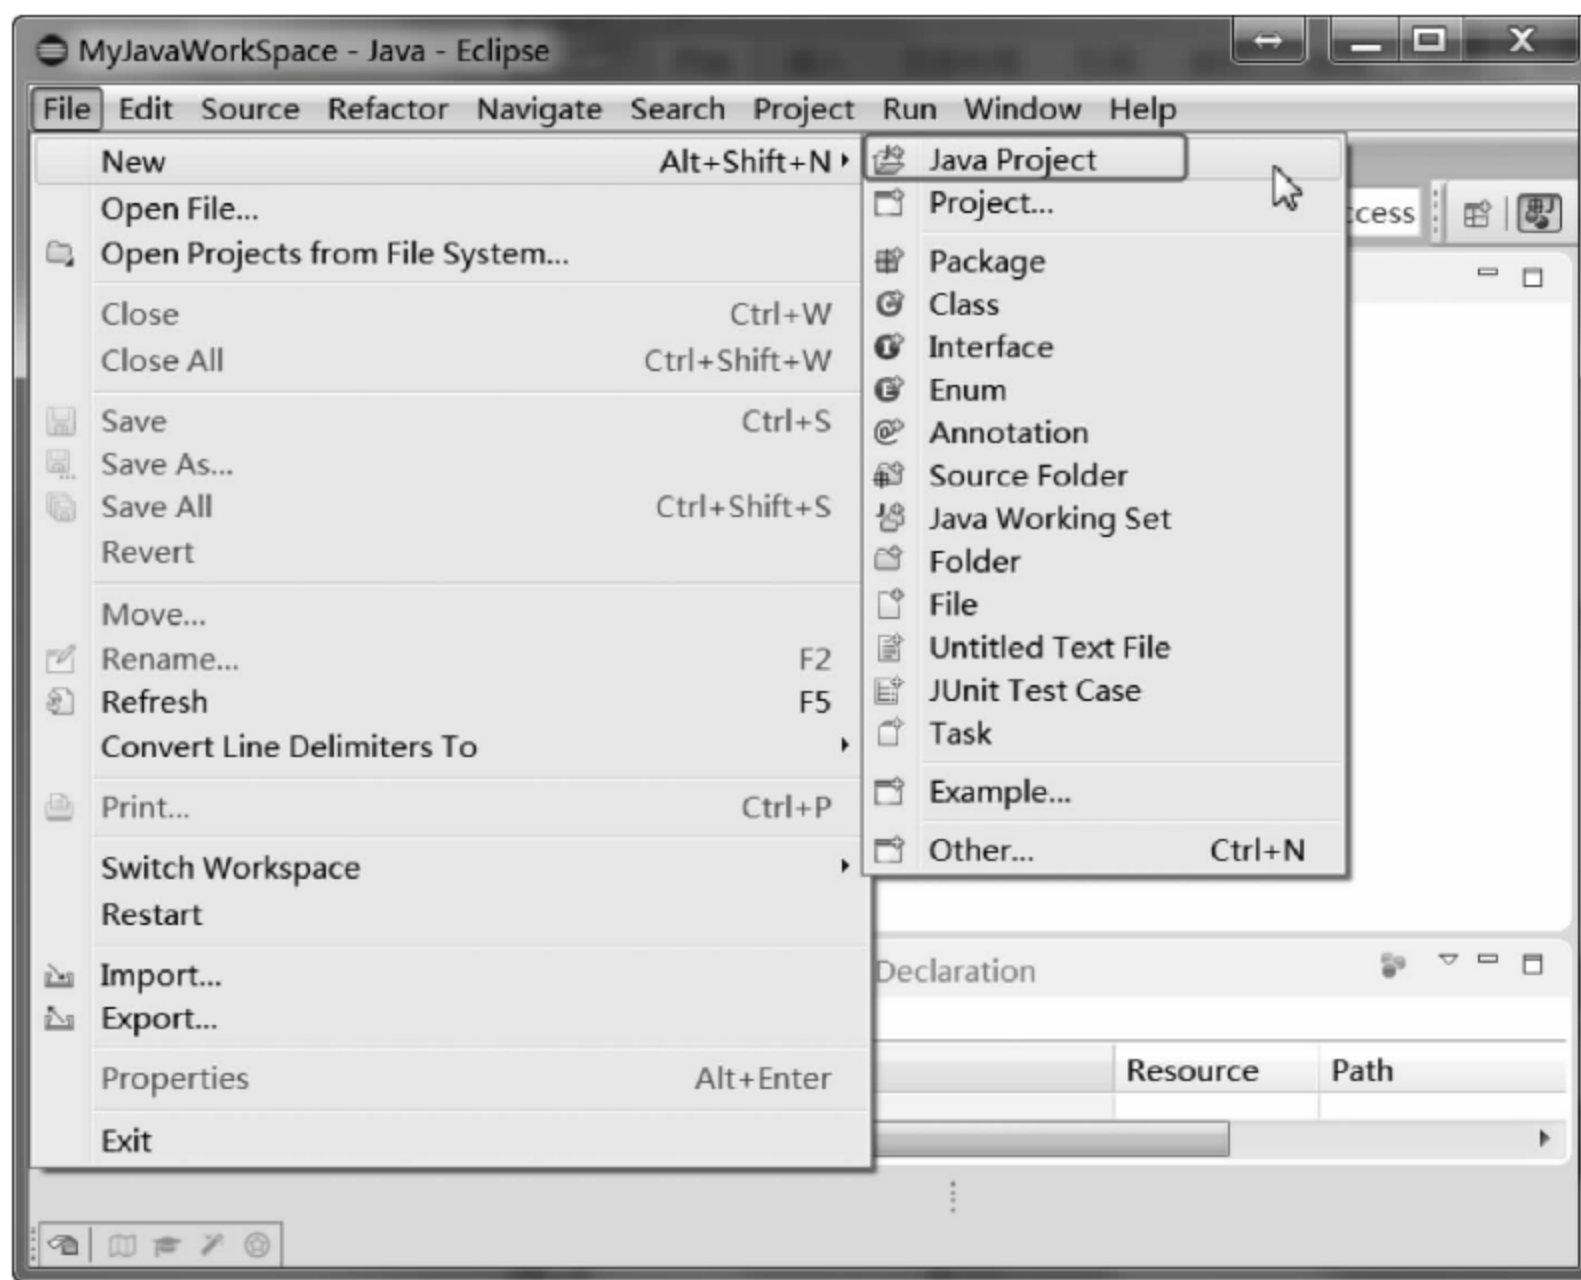 MyJavaWorkSpace - Java - Eclipse
File Edit Source Refactor Navigate Search Project Run Window Help
New Alt+Shift+N
Open File...
Open Projects from File System...
Close Ctrl+W
Close All Ctrl+Shift+W
Save Ctrl+S
Save As...
Save All Ctrl+Shift+S
Revert
Move...
Rename... F2
Refresh F5
Convert Line Delimiters To
Print... Ctrl+P
Switch Workspace
Restart
Import...
Export...
Properties Alt+Enter
Exit
Java Project
Project...
Package
Class
Interface
Enum
Annotation
Source Folder
Java Working Set
Folder
File
Untitled Text File
JUnit Test Case
Task
Example...
Other... Ctrl+N
ccess
Declaration
Resource Path